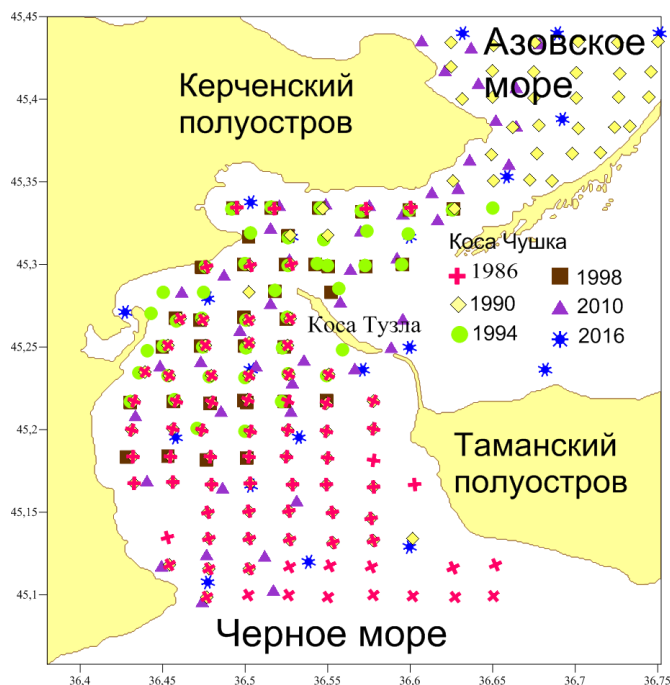 45,45
Азовское
море
Керченский
полуостров
45,4
45,35
Коса Чушка
45,3
1986
1998
1990
2010
1994
2016
Коса Тузла
45,25
45,2
Таманский
полуостров
45,15
45,1
Черное море
36.4
36.45
36.5
36.55
36.6
36.65
36.7
36.75